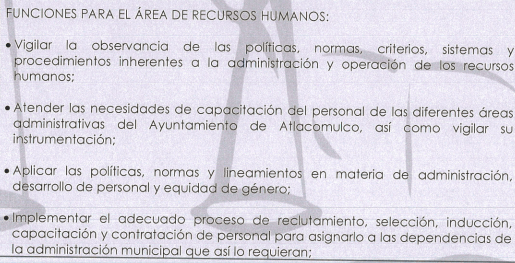 FUNCIONES PARA EL ÁREA DE RECURSOS HUMANOS:
• Vigilar la observancia de las políticas, normas, criterios, sistemas y
procedimientos inherentes a la administración y operación de los recursos
humanos;
• Atender las necesidades de capacitación del personal de las diferentes áreas
administrativas del Ayuntamiento de Atlacomulco, así como vigilar su
instrumentación;
• Aplicar las políticas, normas y lineamientos en materia de administración,
desarrollo de personal y equidad de género;
• Implementar el adecuado proceso de reclutamiento, selección, inducción,
capacitación y contratación de personal para asignarlo a las dependencias de
la administración municipal que así lo requieran;